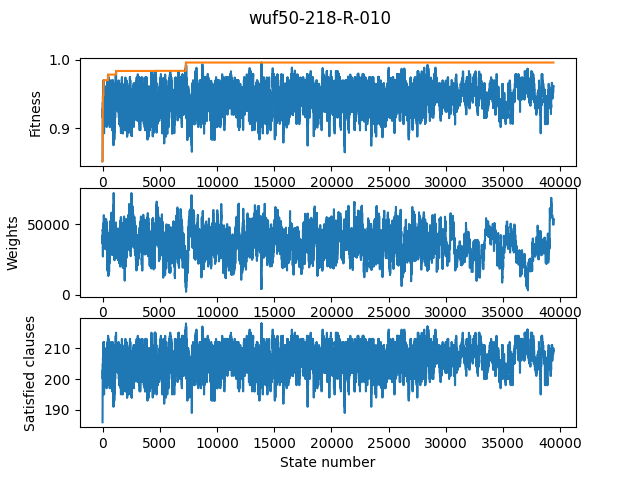 wuf50-218-R-010
1.0
0.9
Fitness
0 5000 10000 15000 20000 25000 30000 35000 40000
50000
0
Weights
0 5000 10000 15000 20000 25000 30000 35000 40000
210
200
190
Satisfied clauses
0 5000 10000 15000 20000 25000 30000 35000 40000
State number